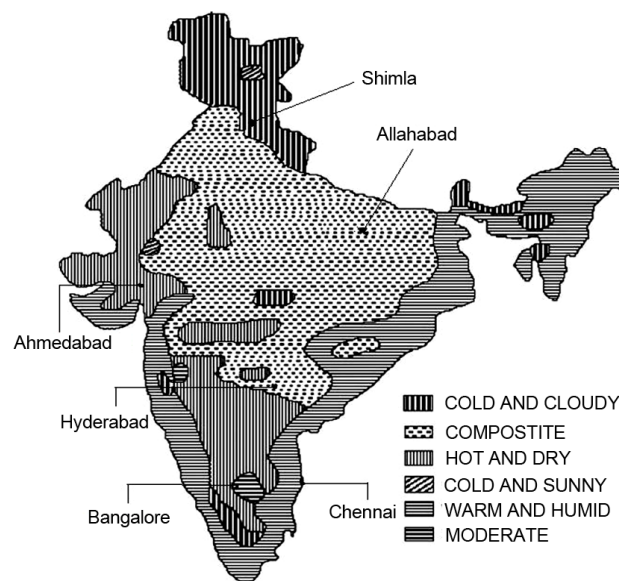 Shimla
Allahabad
Ahmedabad
Hyderabad
Bangalore
Chennai
COLD AND CLOUDY
COMPOSTITE
HOT AND DRY
COLD AND SUNNY
WARM AND HUMID
MODERATE